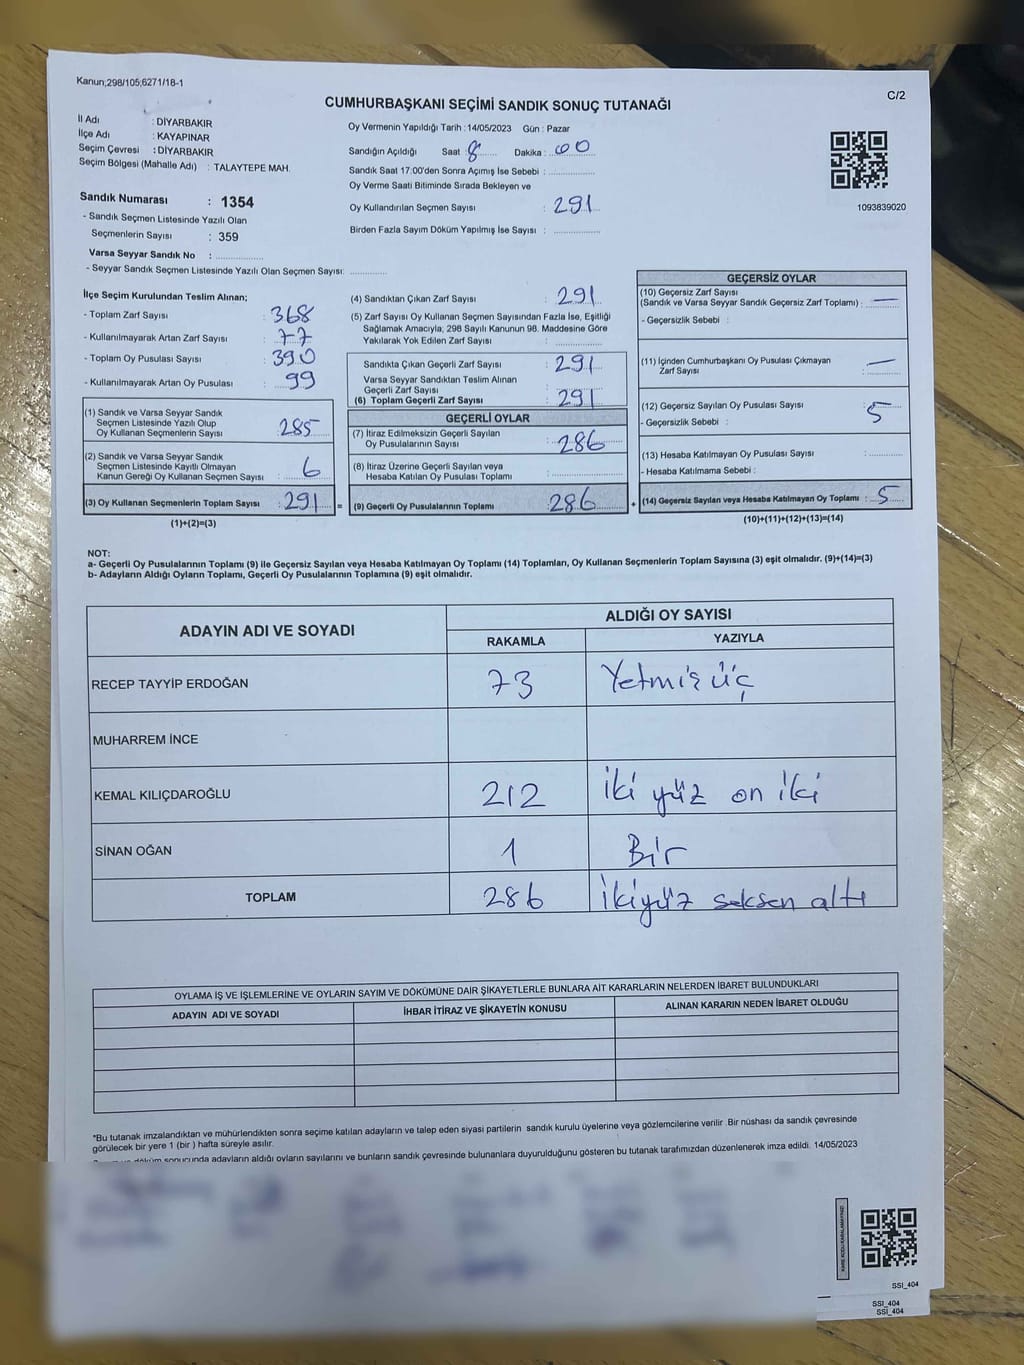 Kanun;298/105;6271/18-1
C/2
CUMHURBAŞKANI SEÇİMİ SANDIK SONUÇ TUTANAĞI
İl Adı : DİYARBAKIR
İlçe Adı : KAYAPINAR
Seçim Çevresi : DİYARBAKIR
Seçim Bölgesi (Mahalle Adı) : TALAYTEPE MAH.
Sandık Numarası : 1354
- Sandık Seçmen Listesinde Yazılı Olan
Seçmenlerin Sayısı : 359
Varsa Seyyar Sandık No : ................
- Seyyar Sandık Seçmen Listesinde Yazılı Olan Seçmen Sayısı: ............
Oy Vermenin Yapıldığı Tarih : 14/05/2023 Gün : Pazar
Sandığın Açıldığı Saat : 8 Dakika : 00
Sandık Saat 17:00'den Sonra Açımış İse Sebebi : ................
Oy Verme Saati Bitiminde Sırada Bekleyen ve
Oy Kullandırılan Seçmen Sayısı : 291
Birden Fazla Sayım Döküm Yapılmış İse Sayısı : ................
1093839020
İlçe Seçim Kurulundan Teslim Alınan;
- Toplam Zarf Sayısı : 368
- Kullanılmayarak Artan Zarf Sayısı : 77
- Toplam Oy Pusulası Sayısı : 390
- Kullanılmayarak Artan Oy Pusulası : 99
(1) Sandık ve Varsa Seyyar Sandık
Seçmen Listesinde Yazılı Olup
Oy Kullanan Seçmenlerin Sayısı : 285
(2) Sandık ve Varsa Seyyar Sandık
Seçmen Listesinde Kayıtlı Olmayan
Kanun Gereği Oy Kullanan Seçmen Sayısı : 6
(3) Oy Kullanan Seçmenlerin Toplam Sayısı : 291 =
(1)+(2)=(3)
(4) Sandıktan Çıkan Zarf Sayısı : 291
(5) Zarf Sayısı Oy Kullanan Seçmen Sayısından Fazla İse, Eşitliği
Sağlamak Amacıyla; 298 Sayılı Kanunun 98. Maddesine Göre
Yakılarak Yok Edilen Zarf Sayısı : ................
Sandıkta Çıkan Geçerli Zarf Sayısı : 291
Varsa Seyyar Sandıktan Teslim Alınan
Geçerli Zarf Sayısı
(6) Toplam Geçerli Zarf Sayısı : 291
GEÇERLİ OYLAR
(7) İtiraz Edilmeksizin Geçerli Sayılan
Oy Pusulalarının Sayısı : 286
(8) İtiraz Üzerine Geçerli Sayılan veya
Hesaba Katılan Oy Pusulası Toplamı : ................
(9) Geçerli Oy Pusulalarının Toplamı : 286 +
GEÇERSİZ OYLAR
(10) Geçersiz Zarf Sayısı
(Sandık ve Varsa Seyyar Sandık Geçersiz Zarf Toplamı) : —
- Geçersizlik Sebebi :
(11) İçinden Cumhurbaşkanı Oy Pusulası Çıkmayan
Zarf Sayısı : —
(12) Geçersiz Sayılan Oy Pusulası Sayısı : 5
- Geçersizlik Sebebi :
(13) Hesaba Katılmayan Oy Pusulası Sayısı : ............
- Hesaba Katılmama Sebebi :
(14) Geçersiz Sayılan veya Hesaba Katılmayan Oy Toplamı : 5
(10)+(11)+(12)+(13)=(14)
NOT:
a- Geçerli Oy Pusulalarının Toplamı (9) ile Geçersiz Sayılan veya Hesaba Katılmayan Oy Toplamı (14) Toplamları, Oy Kullanan Seçmenlerin Toplam Sayısına (3) eşit olmalıdır. (9)+(14)=(3)
b- Adayların Aldığı Oyların Toplamı, Geçerli Oy Pusulalarının Toplamına (9) eşit olmalıdır.
ADAYIN ADI VE SOYADI ALDIĞI OY SAYISI
RAKAMLA YAZIYLA
RECEP TAYYİP ERDOĞAN 73 Yetmiş üç
MUHARREM İNCE
KEMAL KILIÇDAROĞLU 212 İki yüz on iki
SİNAN OĞAN 1 Bir
TOPLAM 286 İkiyüz seksen altı
OYLAMA İŞ VE İŞLEMLERİNE VE OYLARIN SAYIM VE DÖKÜMÜNE DAİR ŞİKAYETLERLE BUNLARA AİT KARARLARIN NELERDEN İBARET BULUNDUKLARI
ADAYIN ADI VE SOYADI İHBAR İTİRAZ VE ŞİKAYETİN KONUSU ALINAN KARARIN NEDEN İBARET OLDUĞU
*Bu tutanak imzalandıktan ve mühürlendikten sonra seçime katılan adayların ve talep eden siyasi partilerin sandık kurulu üyelerine veya gözlemcilerine verilir. Bir nüshası da sandık çevresinde
görülecek bir yere 1 (bir) hafta süreyle asılır.
döküm sonucunda adayların aldığı oyların sayılarını ve bunların sandık çevresinde bulunanlara duyurulduğunu gösteren bu tutanak tarafımızdan düzenlenerek imza edildi. 14/05/2023
SSI_404
SSI_404
SSI_404